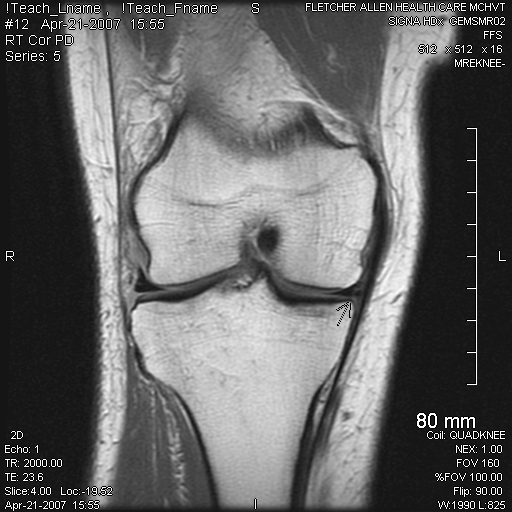 !Teach_Lname , !Teach_Fname
#12 Apr-21-2007 15:55
RT Cor PD
Series: 5
S
FLETCHER ALLEN HEALTH CARE MCHVT
SIGNA HDx GEMSMR02
FFS
512 x 512 x 16
MREKNEE-
R
L
80 mm
2D
Echo: 1
TR: 2000.00
TE: 23.6
Slice:4.00 Loc:-19.52
Apr-21-2007 15:55
I
Coil: QUADKNEE
NEX: 1.00
FOV 160
%FOV 100.00
Flip: 90.00
W:1990 L:825